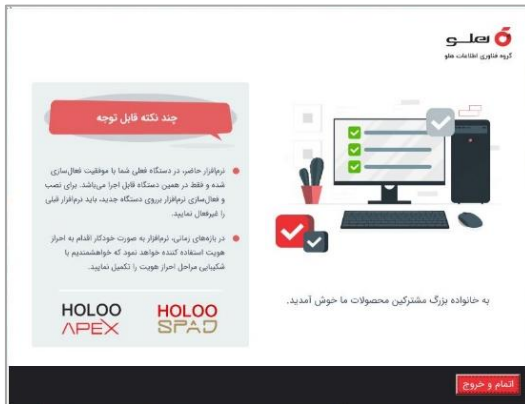 هلو
گروه فناوری اطلاعات هلو
چند نکته قابل توجه
نرم‌افزار حاضر، در دستگاه فعلی شما با موفقیت فعال‌سازی
شده و فقط در همین دستگاه قابل اجرا می‌باشد. برای نصب
و فعال‌سازی نرم‌افزار برروی دستگاه جدید، باید نرم‌افزار قبلی
را غیرفعال نمایید.
در بازه‌های زمانی، نرم‌افزار به صورت خودکار اقدام به احراز
هویت استفاده کننده خواهد نمود که خواهشمندیم با
شکیبایی مراحل احراز هویت را تکمیل نمایید.
HOLOO
APEX
HOLOO
SPAD
به خانواده بزرگ مشترکین محصولات ما خوش آمدید.
اتمام و خروج